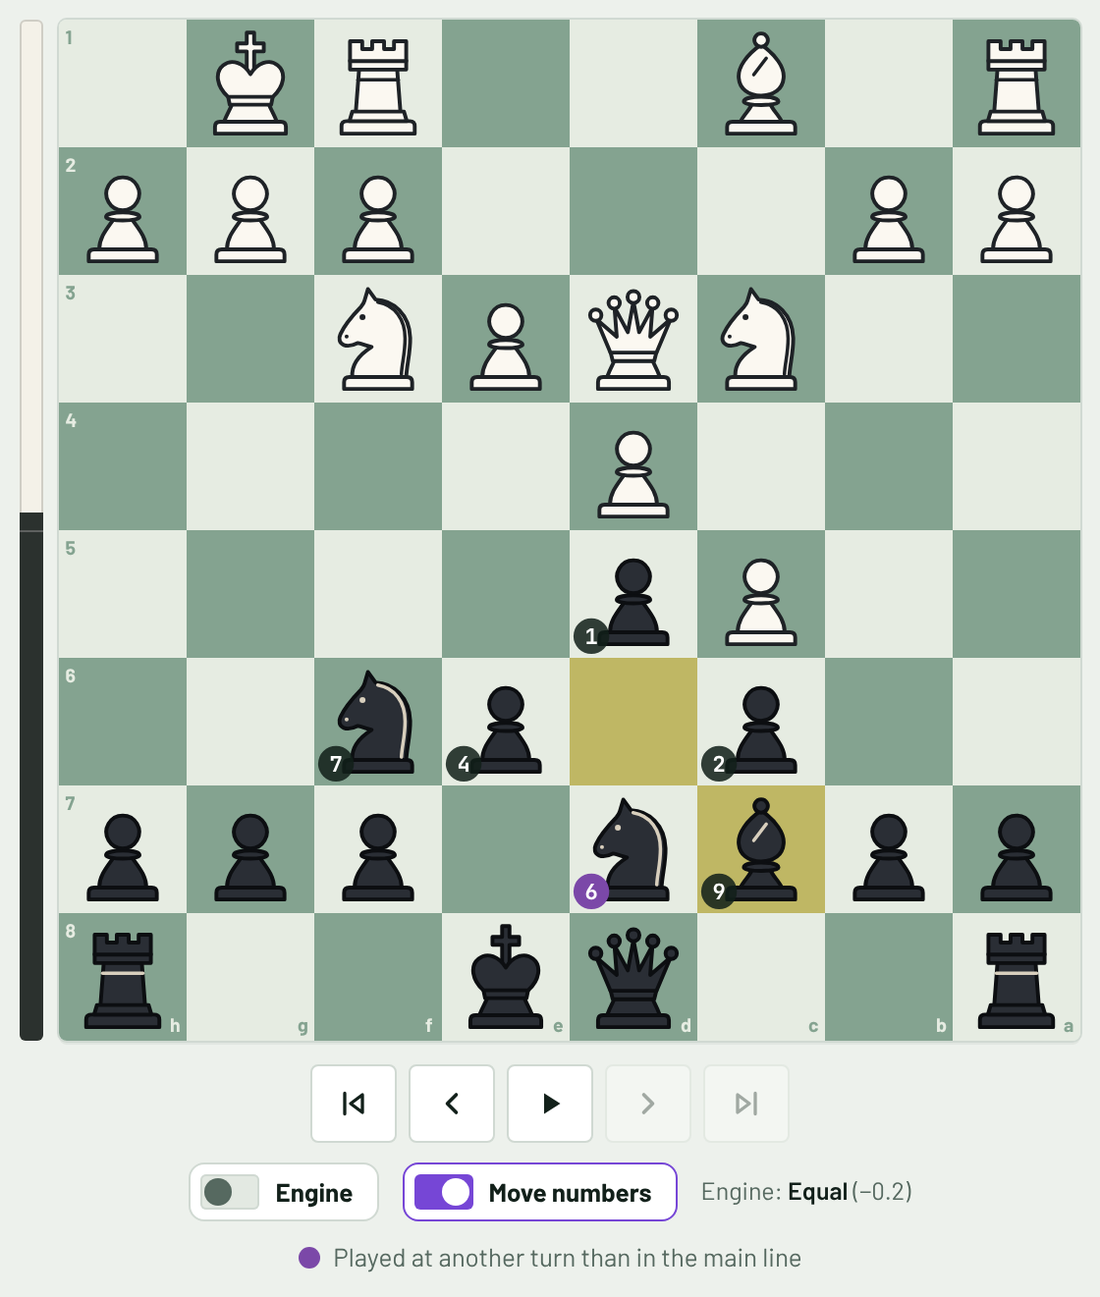 1
2
3
4
5
1
6
7
4
2
7
6
9
8
h g f e d c b a
Engine
Move numbers
Engine: Equal (−0.2)
Played at another turn than in the main line